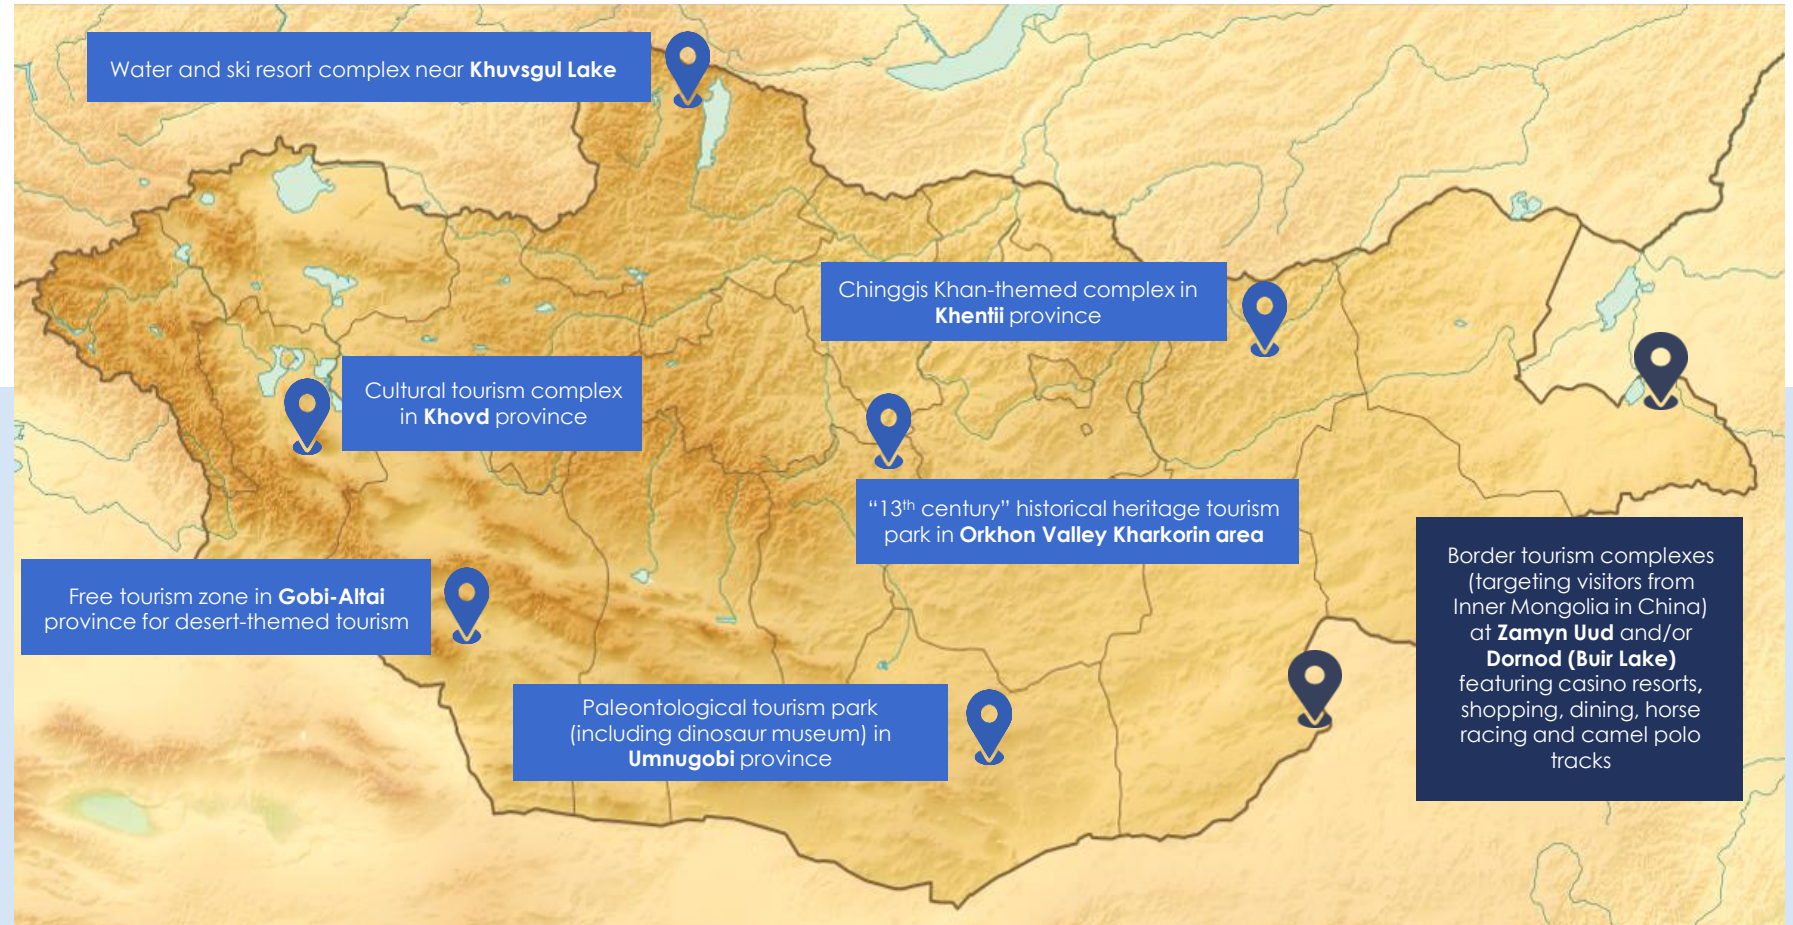 Water and ski resort complex near Khuvsgul Lake
Chinggis Khan-themed complex in
Khentii province
Cultural tourism complex
in Khovd province
“13th century” historical heritage tourism
park in Orkhon Valley Kharkorin area
Free tourism zone in Gobi-Altai
province for desert-themed tourism
Paleontological tourism park
(including dinosaur museum) in
Umnugobi province
Border tourism complexes
(targeting visitors from
Inner Mongolia in China)
at Zamyn Uud and/or
Dornod (Buir Lake)
featuring casino resorts,
shopping, dining, horse
racing and camel polo
tracks